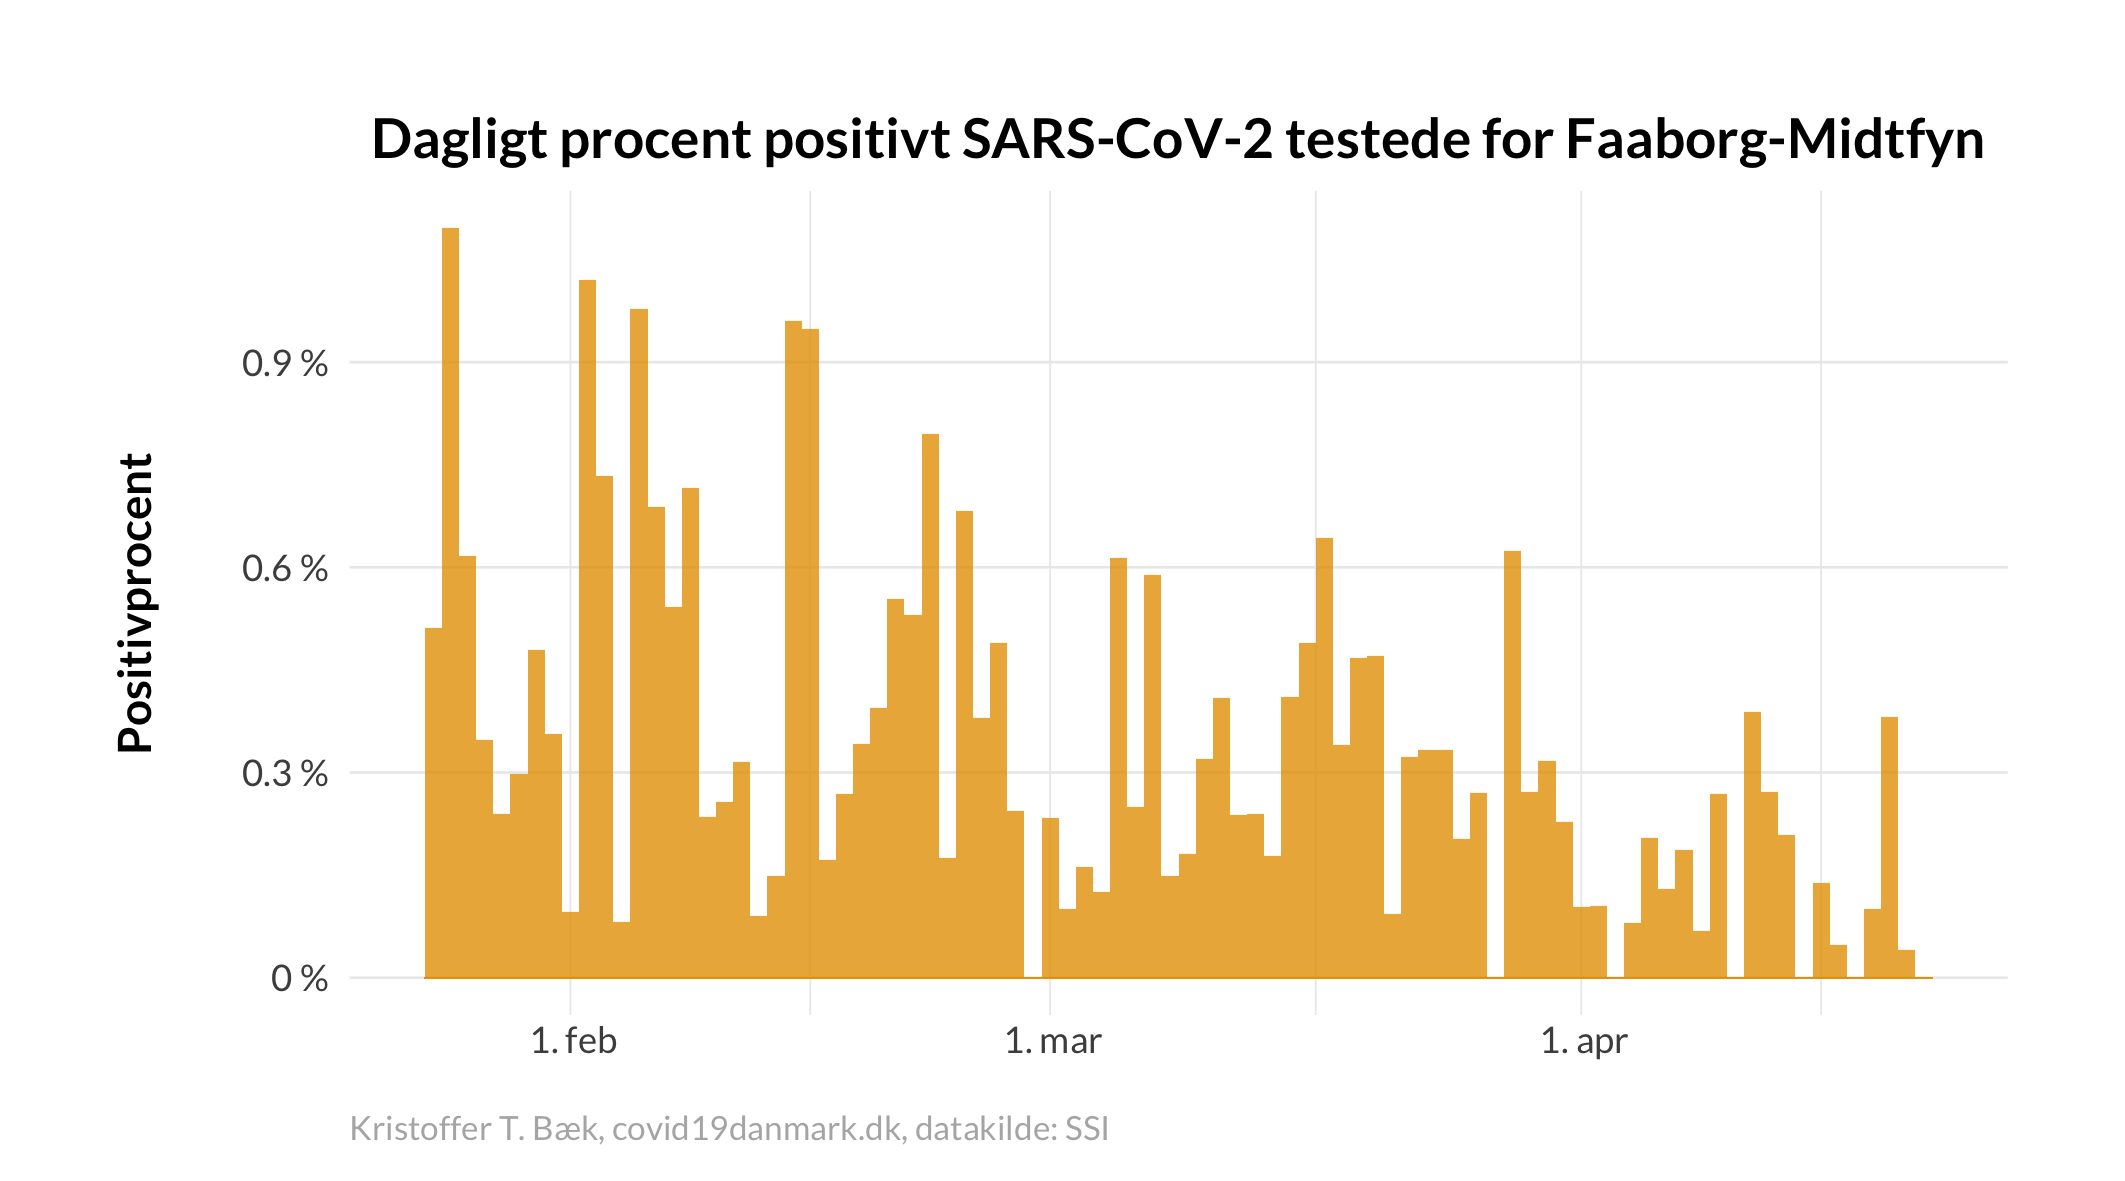 Dagligt procent positivt SARS-CoV-2 testede for Faaborg-Midtfyn
Positivprocent
0.9 %
0.6 %
0.3 %
0 %
1. feb
1. mar
1. apr
Kristoffer T. Bæk, covid19danmark.dk, datakilde: SSI